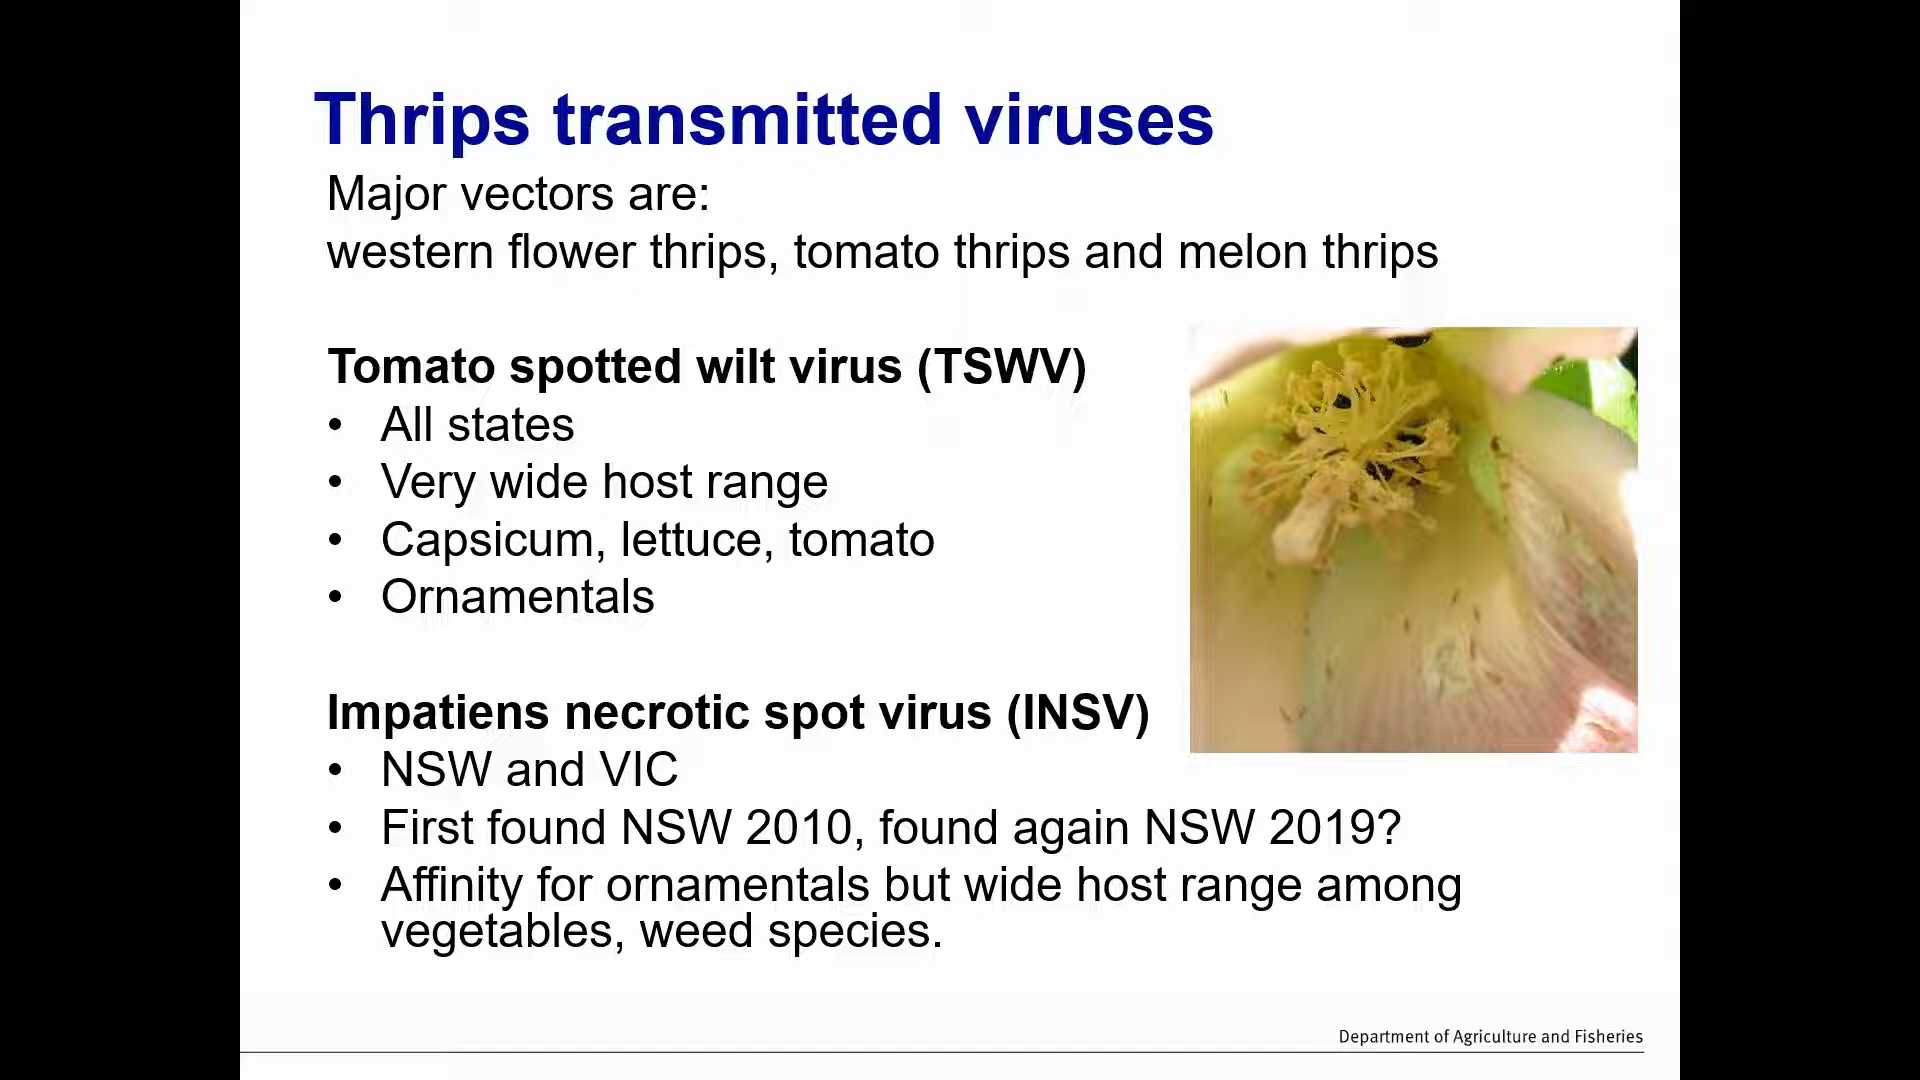 Thrips transmitted viruses
Major vectors are:
western flower thrips, tomato thrips and melon thrips
Tomato spotted wilt virus (TSWV)
• All states
• Very wide host range
• Capsicum, lettuce, tomato
• Ornamentals
Impatiens necrotic spot virus (INSV)
• NSW and VIC
• First found NSW 2010, found again NSW 2019?
• Affinity for ornamentals but wide host range among
vegetables, weed species.
Department of Agriculture and Fisheries